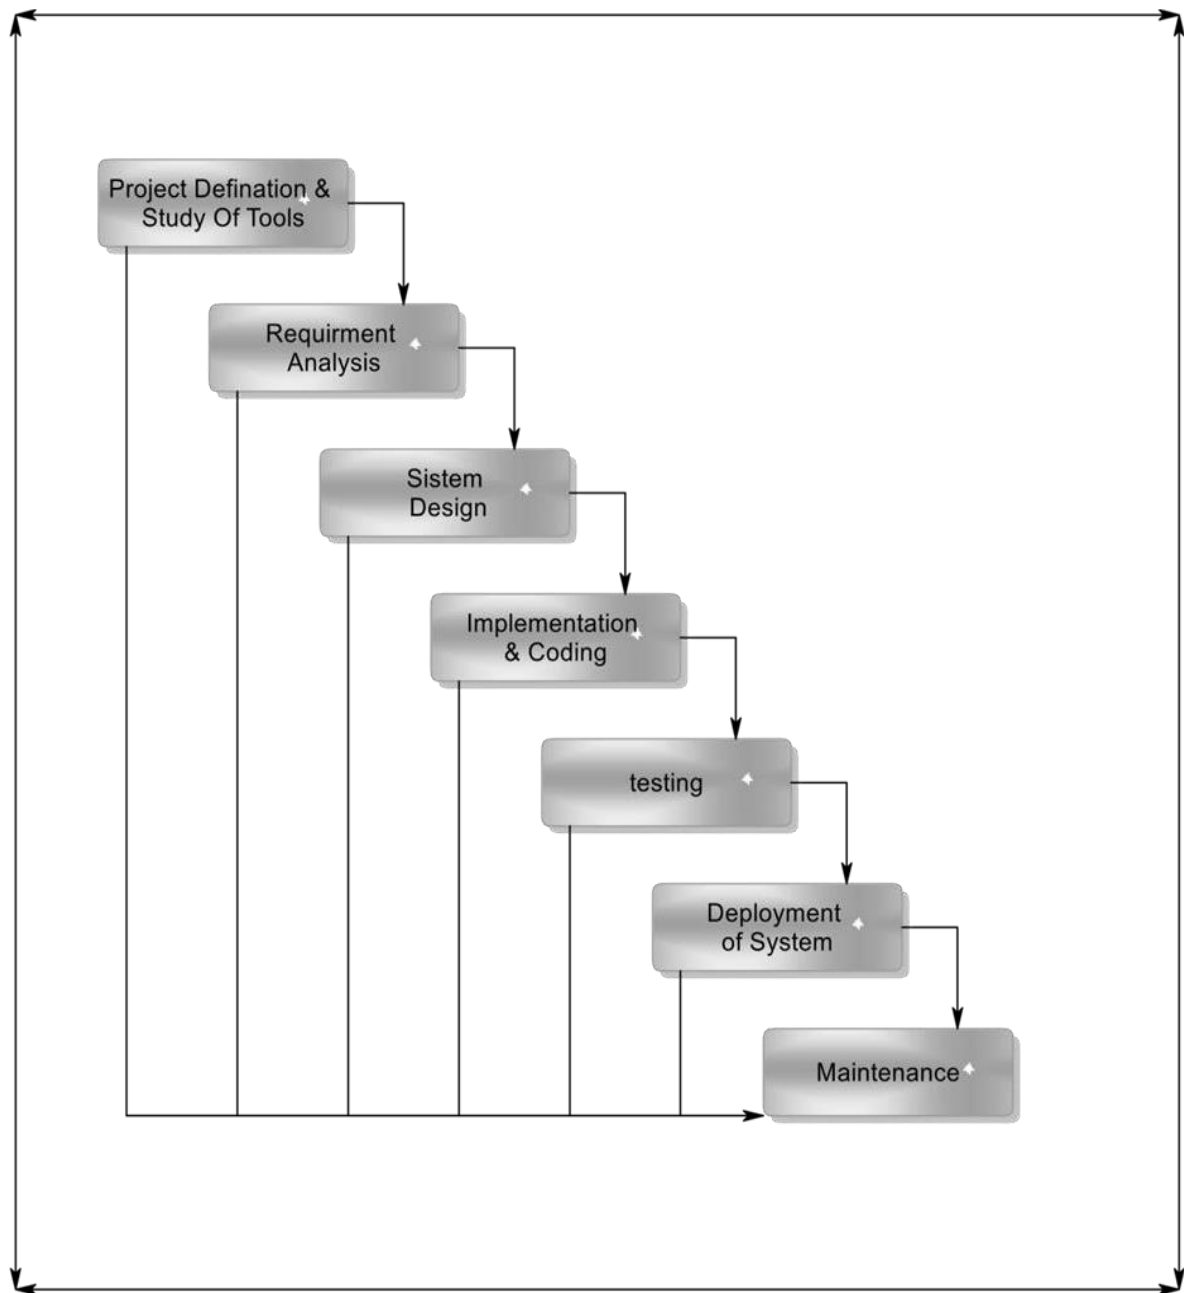 Project Defination &
Study Of Tools
Requirment
Analysis
Sistem
Design
Implementation
& Coding
testing
Deployment
of System
Maintenance